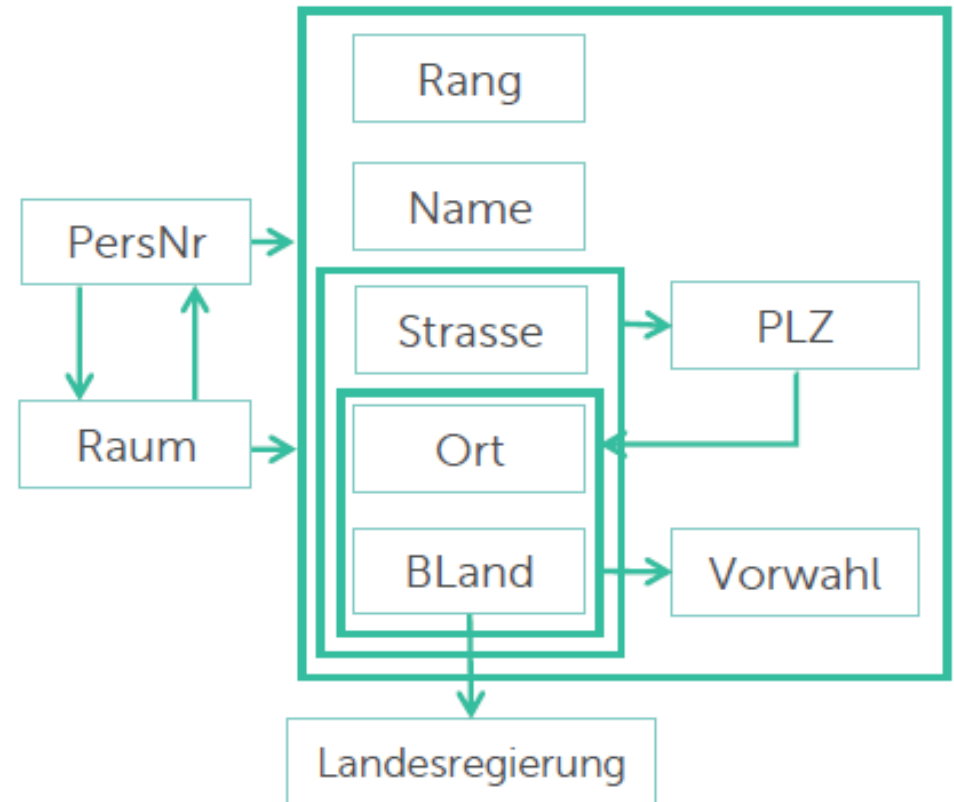 Rang
Name
PersNr
Strasse
PLZ
Raum
Ort
BLand
Vorwahl
Landesregierung